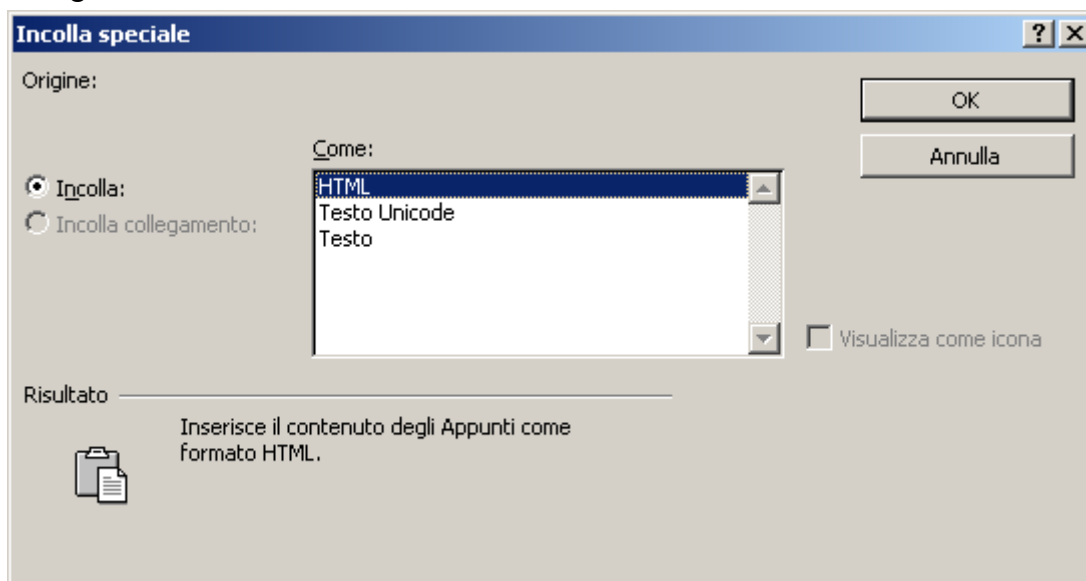 Incolla speciale
Origine:
OK
Annulla
Come:
Incolla:
Incolla collegamento:
HTML
Testo Unicode
Testo
Visualizza come icona
Risultato
Inserisce il contenuto degli Appunti come
formato HTML.